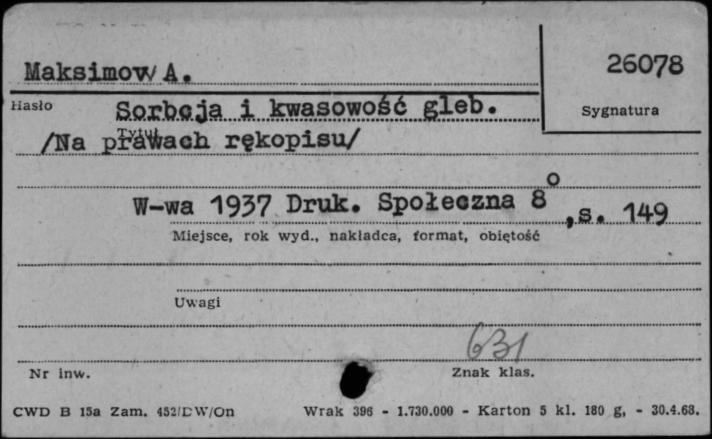 Maksimow A.
26078
Hasło
Sorbcja i kwasowość gleb.
Sygnatura
Tytuł
/Na prawach rękopisu/
W-wa 1937 Druk. Społeczna 8o, s. 149
Miejsce, rok wyd., nakładca, format, objętość
Uwagi
631
Nr inw.
Znak klas.
CWD B 15a Zam. 452/DW/On Wrak 396 - 1.730.000 - Karton 5 kl. 180 g, - 30.4.68.